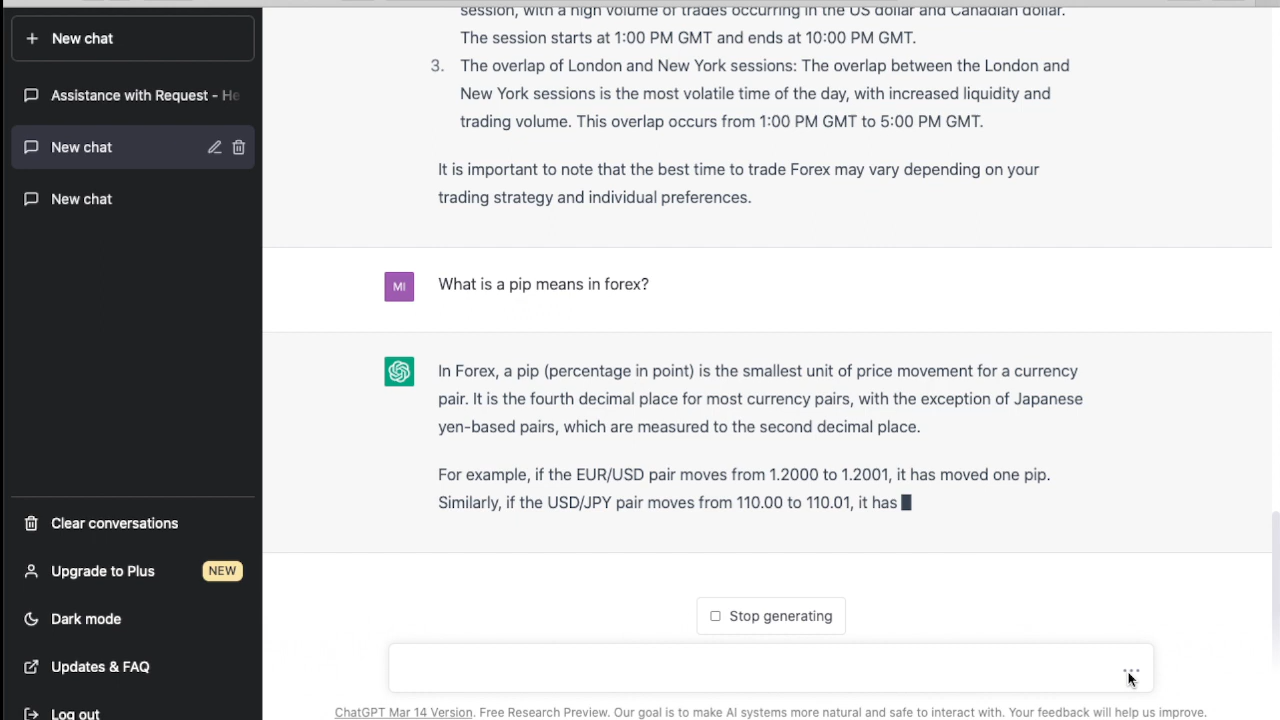 New chat
Assistance with Request - He
New chat
New chat
Clear conversations
Upgrade to Plus NEW
Dark mode
Updates & FAQ
Log out
session, with a high volume of trades occurring in the US dollar and Canadian dollar.
The session starts at 1:00 PM GMT and ends at 10:00 PM GMT.
3. The overlap of London and New York sessions: The overlap between the London and
New York sessions is the most volatile time of the day, with increased liquidity and
trading volume. This overlap occurs from 1:00 PM GMT to 5:00 PM GMT.
It is important to note that the best time to trade Forex may vary depending on your
trading strategy and individual preferences.
MI What is a pip means in forex?
In Forex, a pip (percentage in point) is the smallest unit of price movement for a currency
pair. It is the fourth decimal place for most currency pairs, with the exception of Japanese
yen-based pairs, which are measured to the second decimal place.
For example, if the EUR/USD pair moves from 1.2000 to 1.2001, it has moved one pip.
Similarly, if the USD/JPY pair moves from 110.00 to 110.01, it has
Stop generating
ChatGPT Mar 14 Version. Free Research Preview. Our goal is to make AI systems more natural and safe to interact with. Your feedback will help us improve.